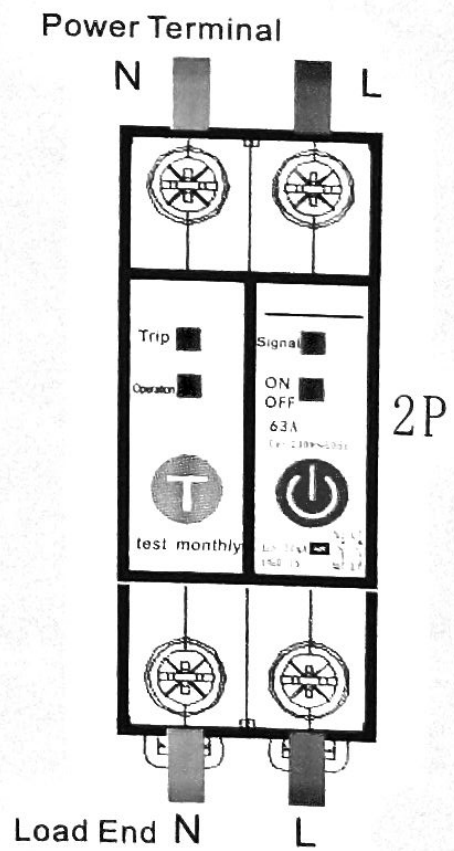 Power Terminal
N L
Trip
Signal
Operation
ON
OFF
2P
63A
T
test monthly
Load End N L